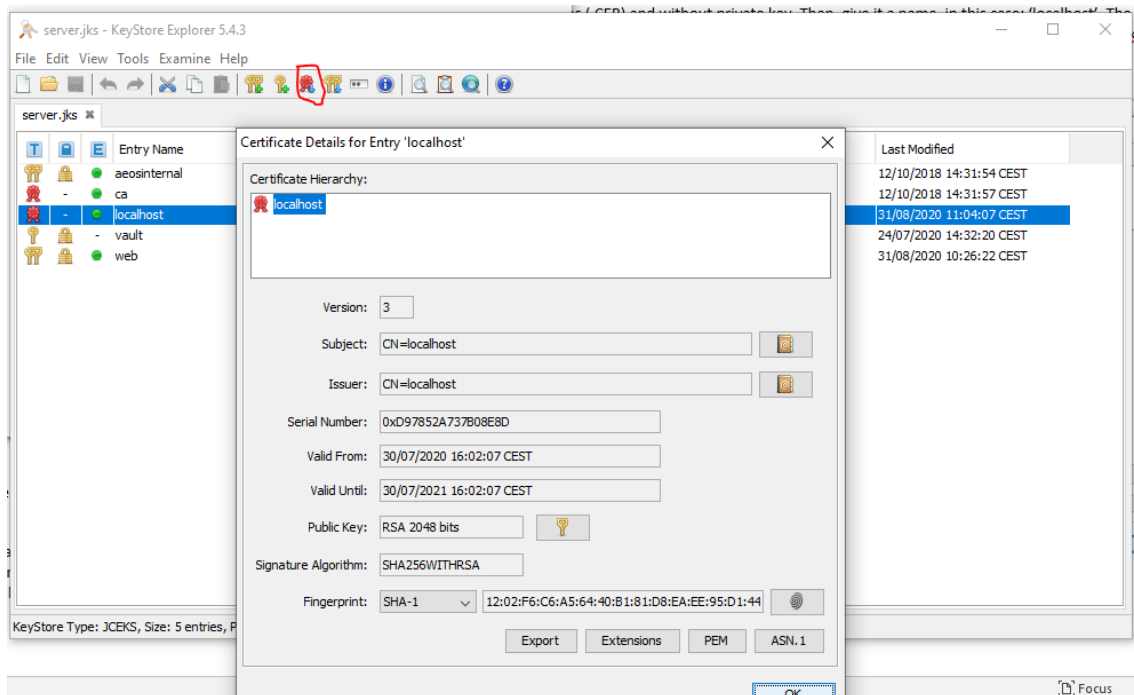 server.jks - KeyStore Explorer 5.4.3
File Edit View Tools Examine Help
server.jks
T E Entry Name Last Modified
aeosinternal 12/10/2018 14:31:54 CEST
- ca 12/10/2018 14:31:57 CEST
- localhost 31/08/2020 11:04:07 CEST
- vault 24/07/2020 14:32:20 CEST
web 31/08/2020 10:26:22 CEST
Certificate Details for Entry 'localhost'
Certificate Hierarchy:
localhost
Version: 3
Subject: CN=localhost
Issuer: CN=localhost
Serial Number: 0xD97852A737B08E8D
Valid From: 30/07/2020 16:02:07 CEST
Valid Until: 30/07/2021 16:02:07 CEST
Public Key: RSA 2048 bits
Signature Algorithm: SHA256WITHRSA
Fingerprint: SHA-1 12:02:F6:C6:A5:64:40:B1:81:D8:EA:EE:95:D1:44
Export Extensions PEM ASN.1
OK
KeyStore Type: JCEKS, Size: 5 entries, P
Focus